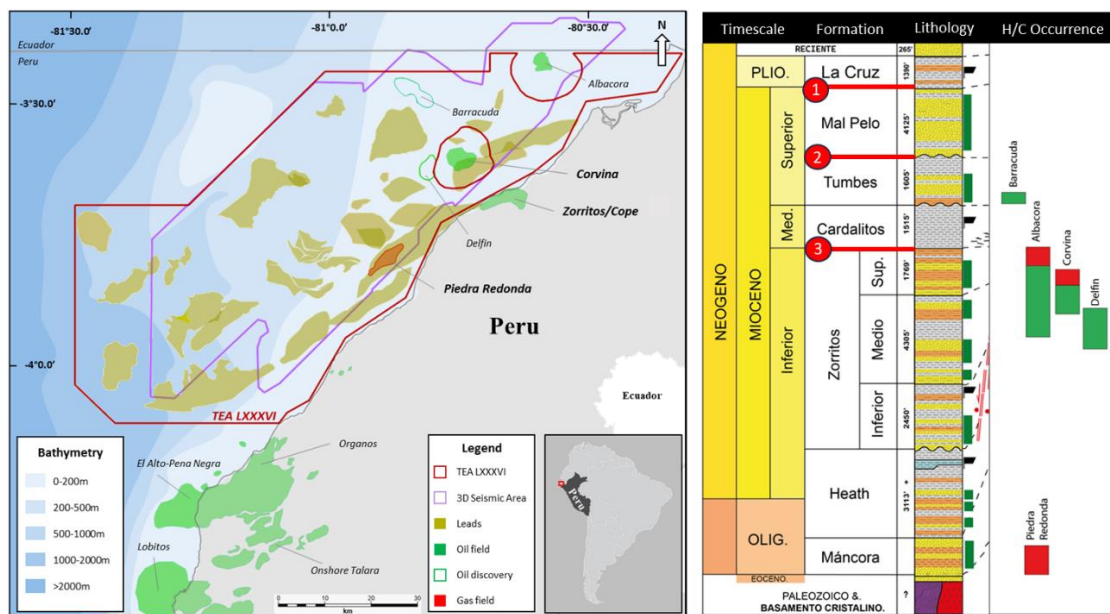 -81°30.0'
-81°0.0'
-80°30.0'
Ecuador
Peru
N
-3°30.0'
-4°0.0'
Albacora
Barracuda
Corvina
Zorritos/Cope
Delfin
Piedra Redonda
Peru
Ecuador
TEA LXXXVI
Organos
El Alto-Pena Negra
Lobitos
Onshore Talara
Bathymetry
0-200m
200-500m
500-1000m
1000-2000m
>2000m
Legend
TEA LXXXVI
3D Seismic Area
Leads
Oil field
Oil discovery
Gas field
Peru
0 10 20 30
km
Timescale Formation Lithology H/C Occurrence
RECIENTE 265'
PLIO. La Cruz 1390'
1
Superior Mal Pelo 4125'
2
Tumbes 1605'
Barracuda
Med. Cardalitos 1515'
3
Albacora
Corvina
Delfin
NEOGENO
MIOCENO
Inferior
Zorritos
Sup. 1769'
Medio 4305'
Inferior 2450'
Heath 3113' *
OLIG.
Máncora
Piedra
Redonda
EOCENO.
PALEOZOICO &.
BASAMENTO CRISTALINO.
?